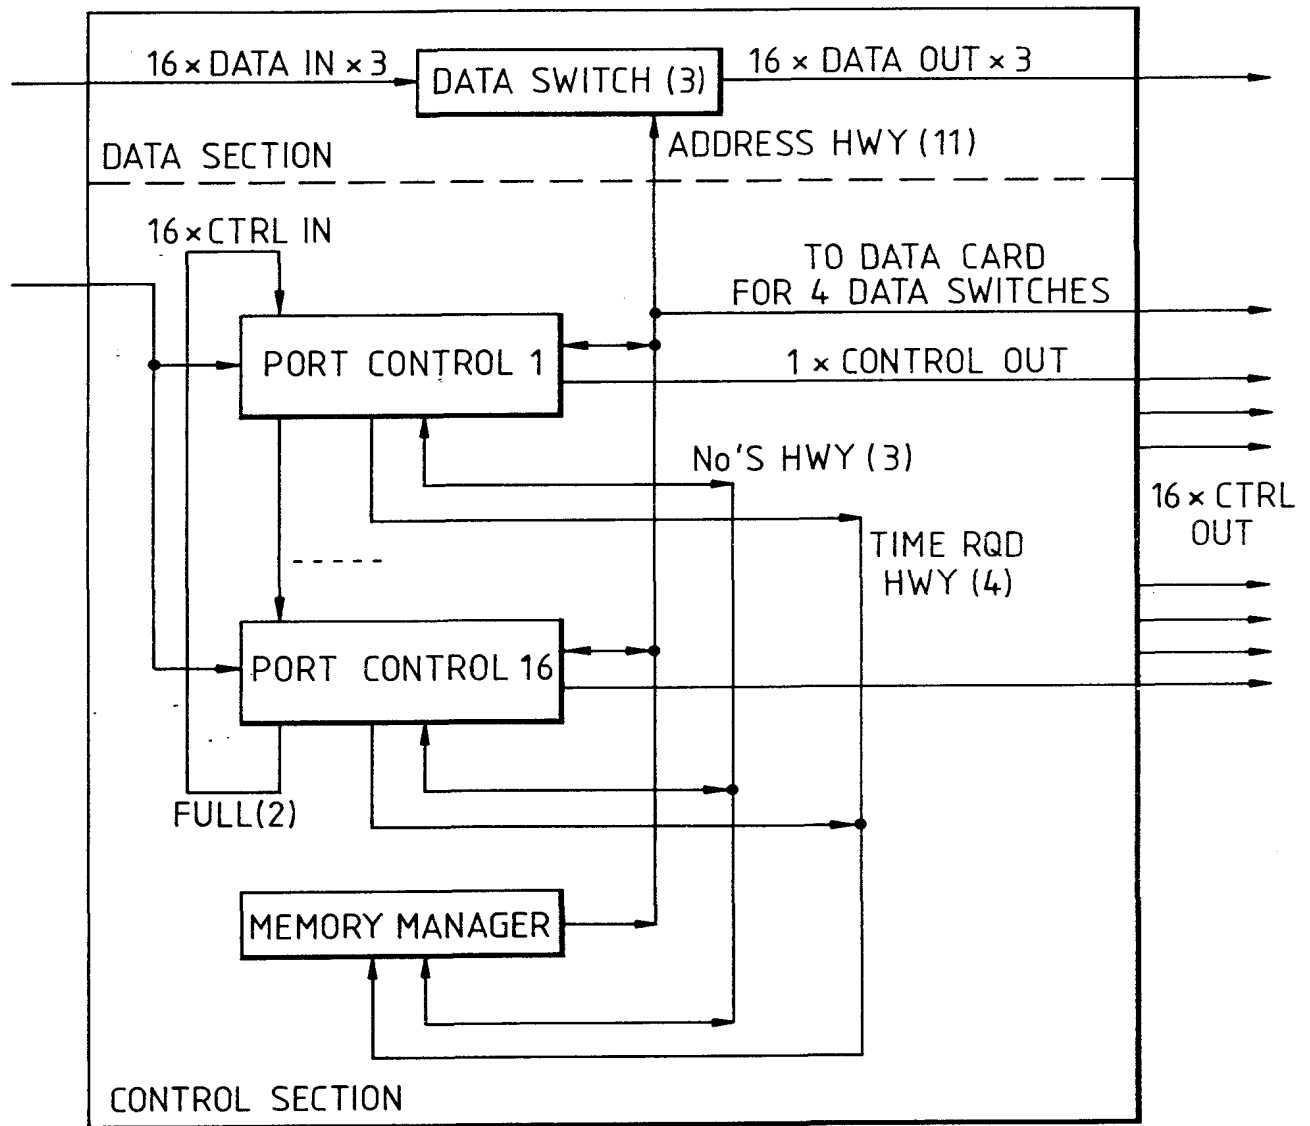 16 × DATA IN × 3
DATA SWITCH (3)
16 × DATA OUT × 3
ADDRESS HWY (11)
DATA SECTION
16 × CTRL IN
TO DATA CARD
FOR 4 DATA SWITCHES
PORT CONTROL 1
1 × CONTROL OUT
No'S HWY (3)
16 × CTRL
OUT
TIME RQD
HWY (4)
PORT CONTROL 16
FULL(2)
MEMORY MANAGER
CONTROL SECTION